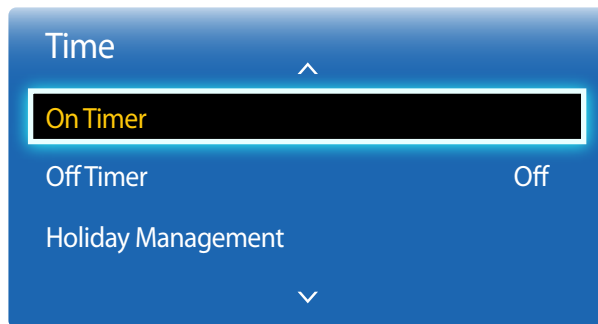 Time
On Timer
Off Timer Off
Holiday Management